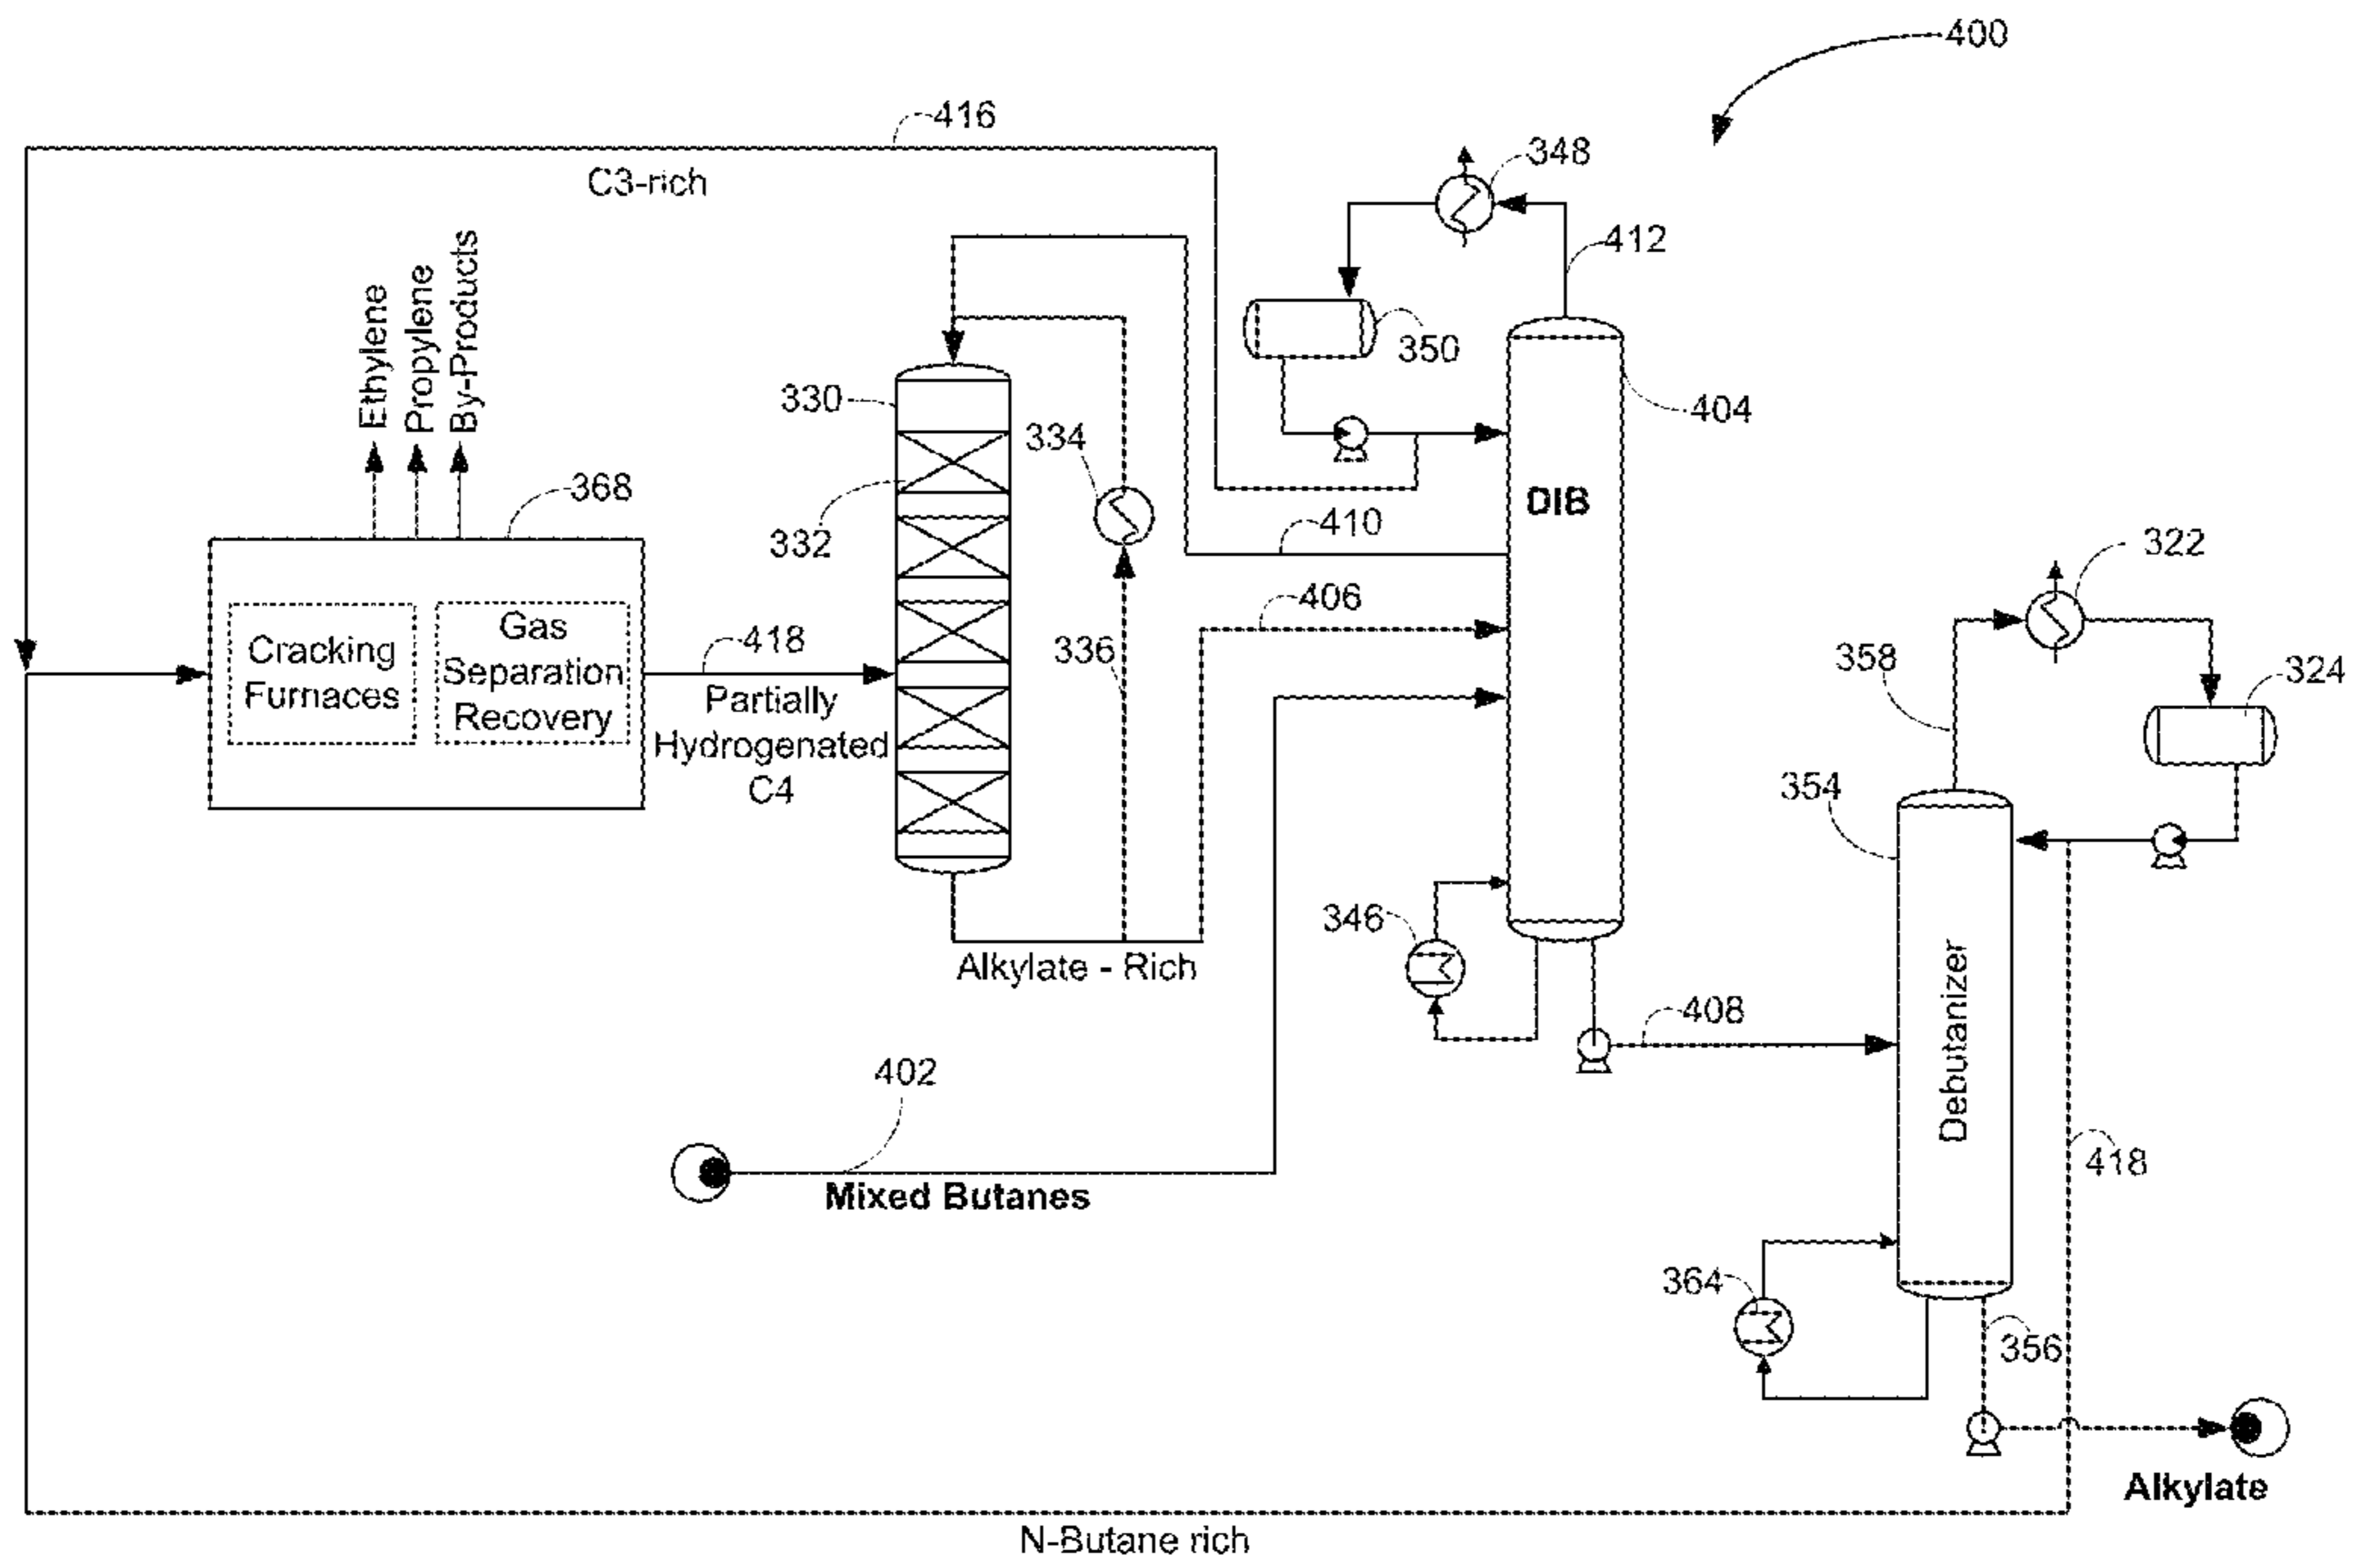 400
416
C3-rich
348
412
350
404
Ethylene
Propylene
By-Products
330
334
332
368
DIB
410
406
322
Cracking
Furnaces
Gas
Separation
Recovery
418
Partially
Hydrogenated
C4
336
358
324
354
346
Alkylate - Rich
408
Debutanizer
402
Mixed Butanes
418
364
356
Alkylate
N-Butane rich